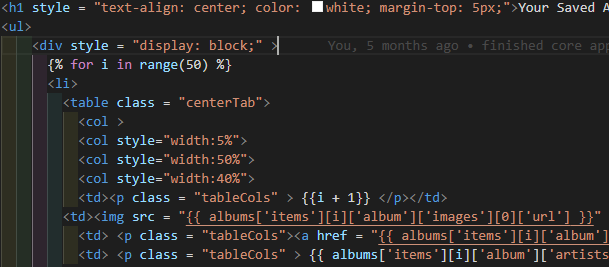 <h1 style = "text-align: center; color: white; margin-top: 5px;">Your Saved A
<ul>
<div style = "display: block;" > You, 5 months ago • finished core app
{% for i in range(50) %}
<li>
<table class = "centerTab">
<col >
<col style="width:5%">
<col style="width:50%">
<col style="width:40%">
<td><p class = "tableCols" > {{i + 1}} </p></td>
<td><img src = "{{ albums['items'][i]['album']['images'][0]['url'] }}"
<td> <p class = "tableCols"><a href = "{{ albums['items'][i]['album'][
<td> <p class = "tableCols" > {{ albums['items'][i]['album']['artists